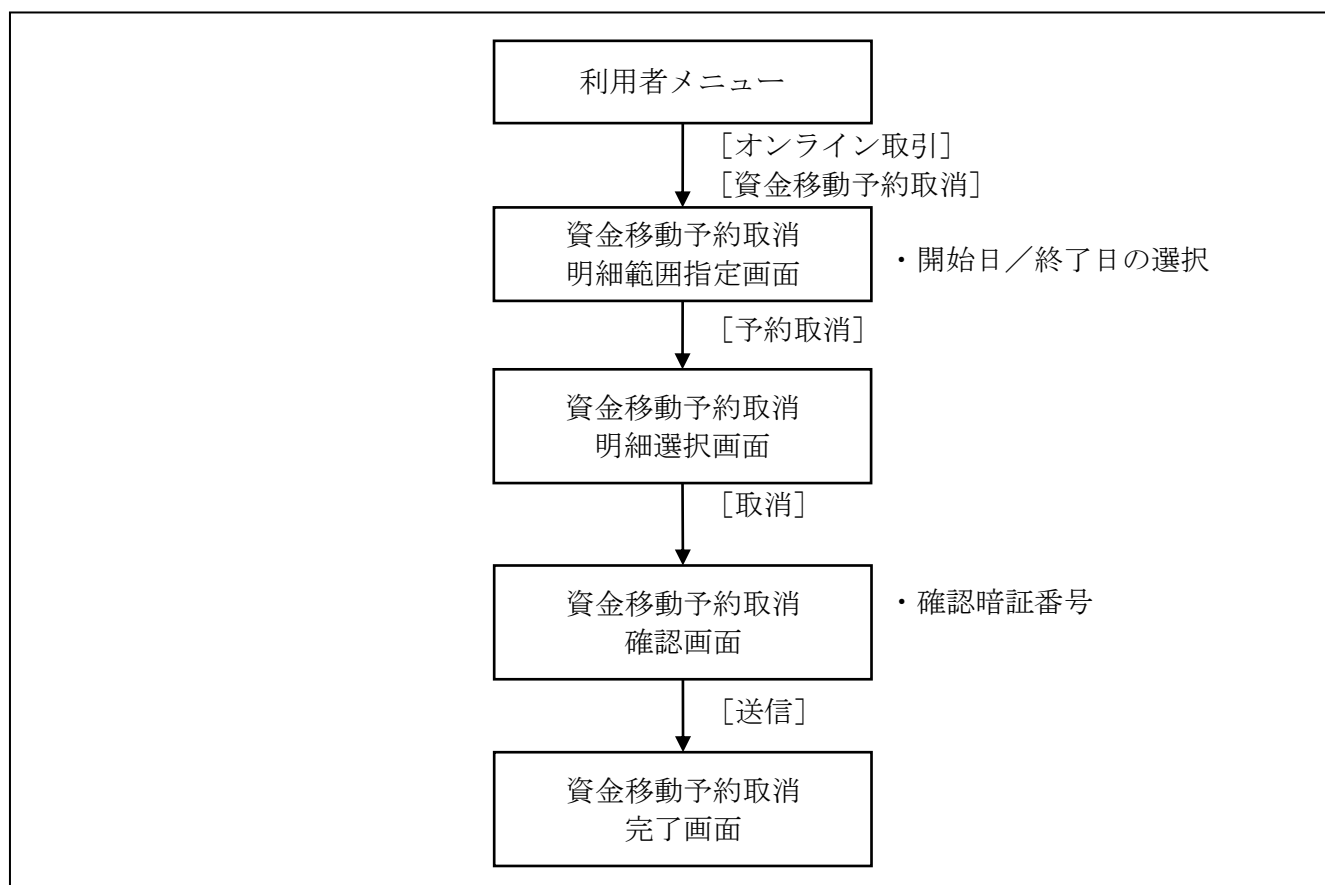 利用者メニュー
［オンライン取引］
［資金移動予約取消］
資金移動予約取消
明細範囲指定画面
・開始日／終了日の選択
［予約取消］
資金移動予約取消
明細選択画面
［取消］
資金移動予約取消
確認画面
・確認暗証番号
［送信］
資金移動予約取消
完了画面